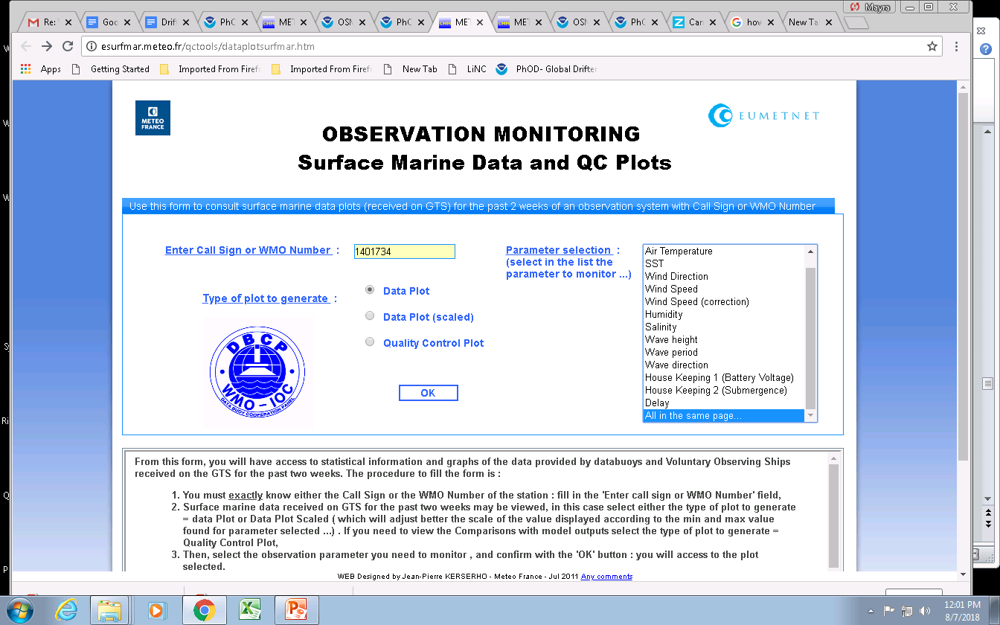 Mayra
Re:
Goo
Drif
PhC
MET
OSM
PhC
MET
MET
OSM
PhC
Car
how
New Ta
esurfmar.meteo.fr/qctools/dataplotsurfmar.htm
Apps
Getting Started
Imported From Firef
Imported From Firef
New Tab
LiNC
PhOD- Global Drifter
METEO
FRANCE
EUMETNET
OBSERVATION MONITORING
Surface Marine Data and QC Plots
Use this form to consult surface marine data plots (received on GTS) for the past 2 weeks of an observation system with Call Sign or WMO Number
Enter Call Sign or WMO Number :
1401734
Type of plot to generate :
Data Plot
Data Plot (scaled)
Quality Control Plot
OK
DBCP
WMO-IOC
DATA BUOY COOPERATION PANEL
Parameter selection :
(select in the list the
parameter to monitor ...)
Air Temperature
SST
Wind Direction
Wind Speed
Wind Speed (correction)
Humidity
Salinity
Wave height
Wave period
Wave direction
House Keeping 1 (Battery Voltage)
House Keeping 2 (Submergence)
Delay
All in the same page...
From this form, you will have access to statistical information and graphs of the data provided by databuoys and Voluntary Observing Ships
received on the GTS for the past two weeks. The procedure to fill the form is :
1. You must exactly know either the Call Sign or the WMO Number of the station : fill in the 'Enter call sign or WMO Number' field,
2. Surface marine data received on GTS for the past two weeks may be viewed, in this case select either the type of plot to generate
= data Plot or Data Plot Scaled ( which will adjust better the scale of the value displayed according to the min and max value
found for parameter selected ...) . If you need to view the Comparisons with model outputs select the type of plot to generate =
Quality Control Plot,
3. Then, select the observation parameter you need to monitor , and confirm with the 'OK' button : you will access to the plot
selected.
WEB Designed by Jean-Pierre KERSERHO - Meteo France - Jul 2011 Any comments
12:01 PM
8/7/2018